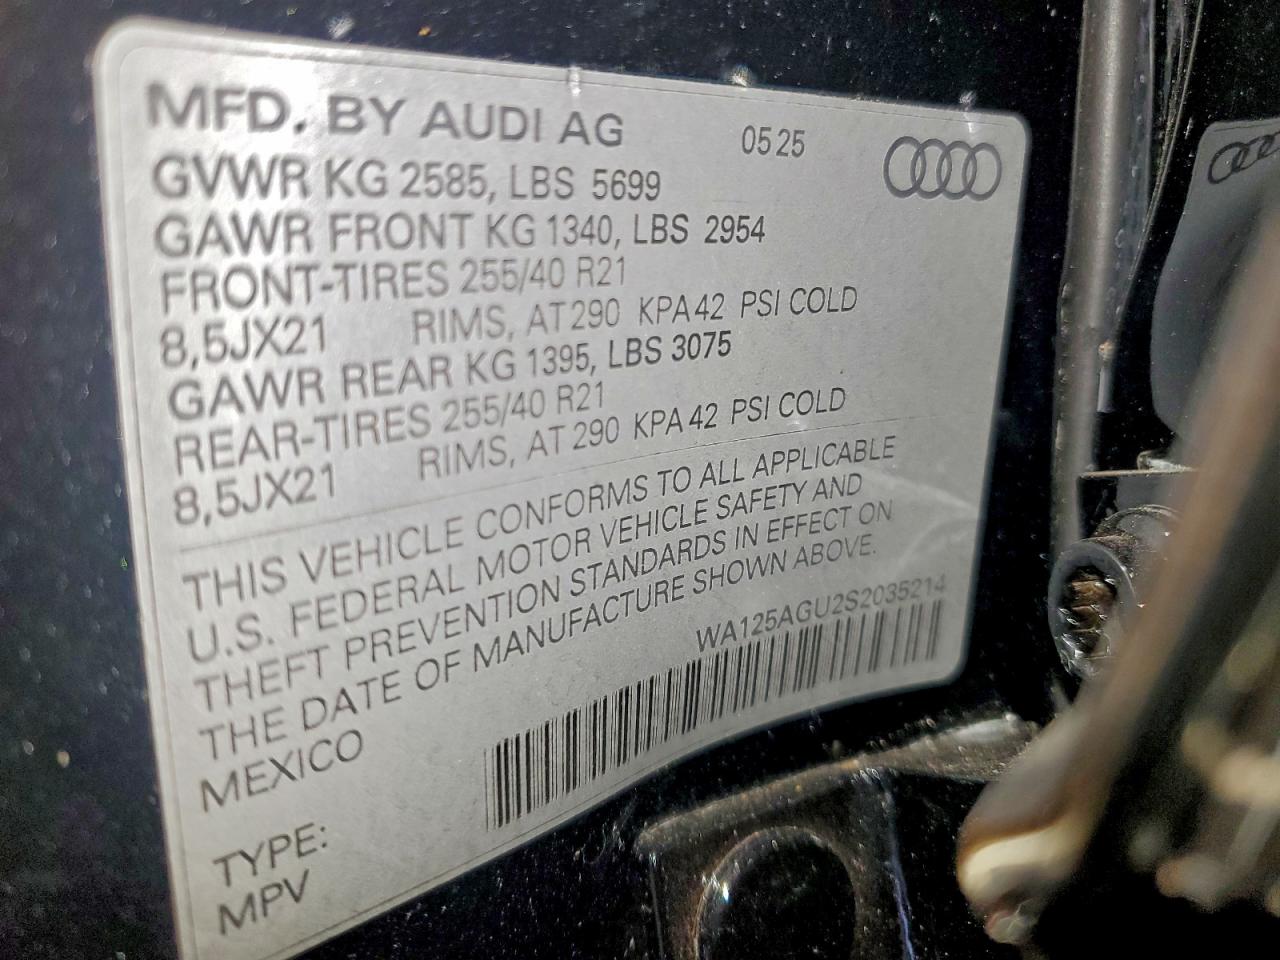 MFD. BY AUDI AG 05 25
GVWR KG 2585, LBS 5699
GAWR FRONT KG 1340, LBS 2954
FRONT-TIRES 255/40 R21
8,5JX21 RIMS, AT 290 KPA 42 PSI COLD
GAWR REAR KG 1395, LBS 3075
REAR-TIRES 255/40 R21
8,5JX21 RIMS, AT 290 KPA 42 PSI COLD
THIS VEHICLE CONFORMS TO ALL APPLICABLE
U.S. FEDERAL MOTOR VEHICLE SAFETY AND
THEFT PREVENTION STANDARDS IN EFFECT ON
THE DATE OF MANUFACTURE SHOWN ABOVE.
MEXICO
WA125AGU2S2035214
TYPE:
MPV